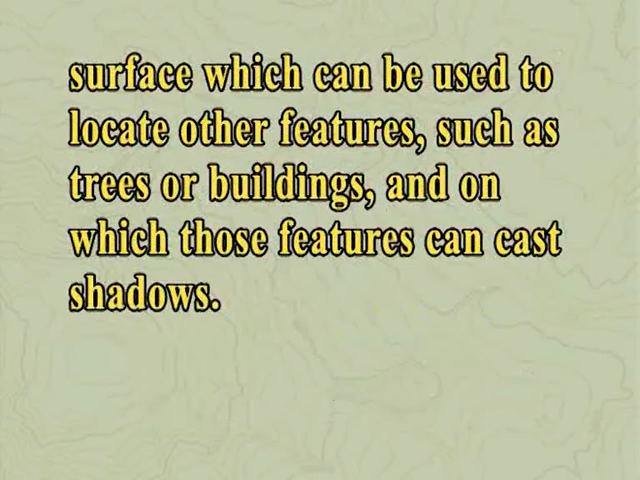 surface which can be used to
locate other features, such as
trees or buildings, and on
which those features can cast
shadows.